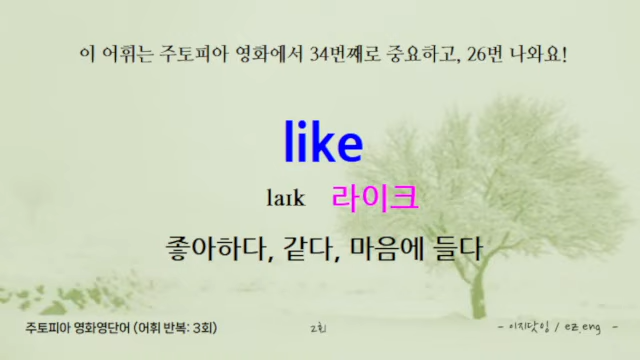 이 어휘는 주토피아 영화에서 34번째로 중요하고, 26번 나와요!
like
laɪk 라이크
좋아하다, 같다, 마음에 들다
주토피아 영화영단어 (어휘 반복: 3회) 2회 - 이지닷잉 / ez.eng -